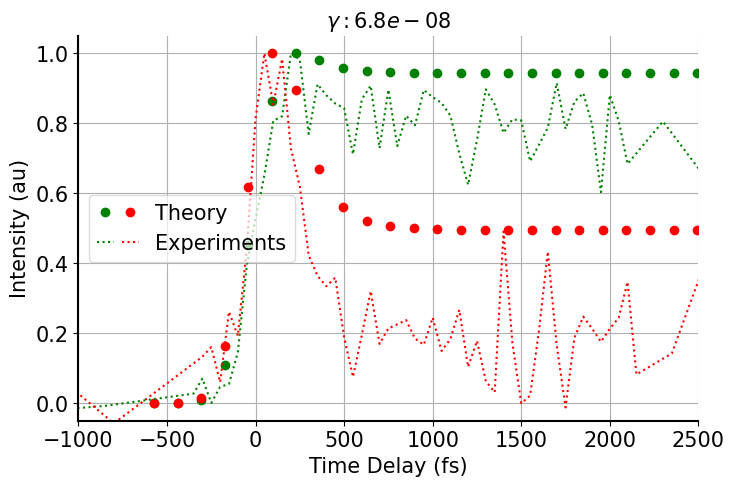 γ : 6.8e − 08
1.0
0.8
0.6
0.4
0.2
0.0
Intensity (au)
Theory
Experiments
−1000 −500 0 500 1000 1500 2000 2500
Time Delay (fs)